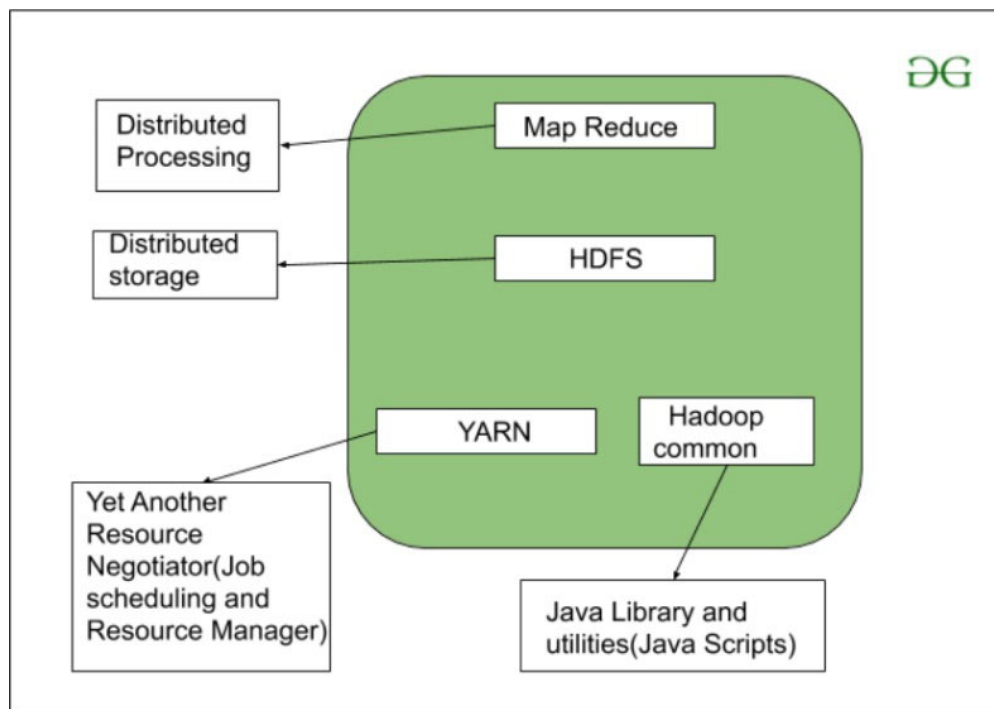 Distributed
Processing
Map Reduce
Distributed
storage
HDFS
YARN
Hadoop
common
Yet Another
Resource
Negotiator(Job
scheduling and
Resource Manager)
Java Library and
utilities(Java Scripts)